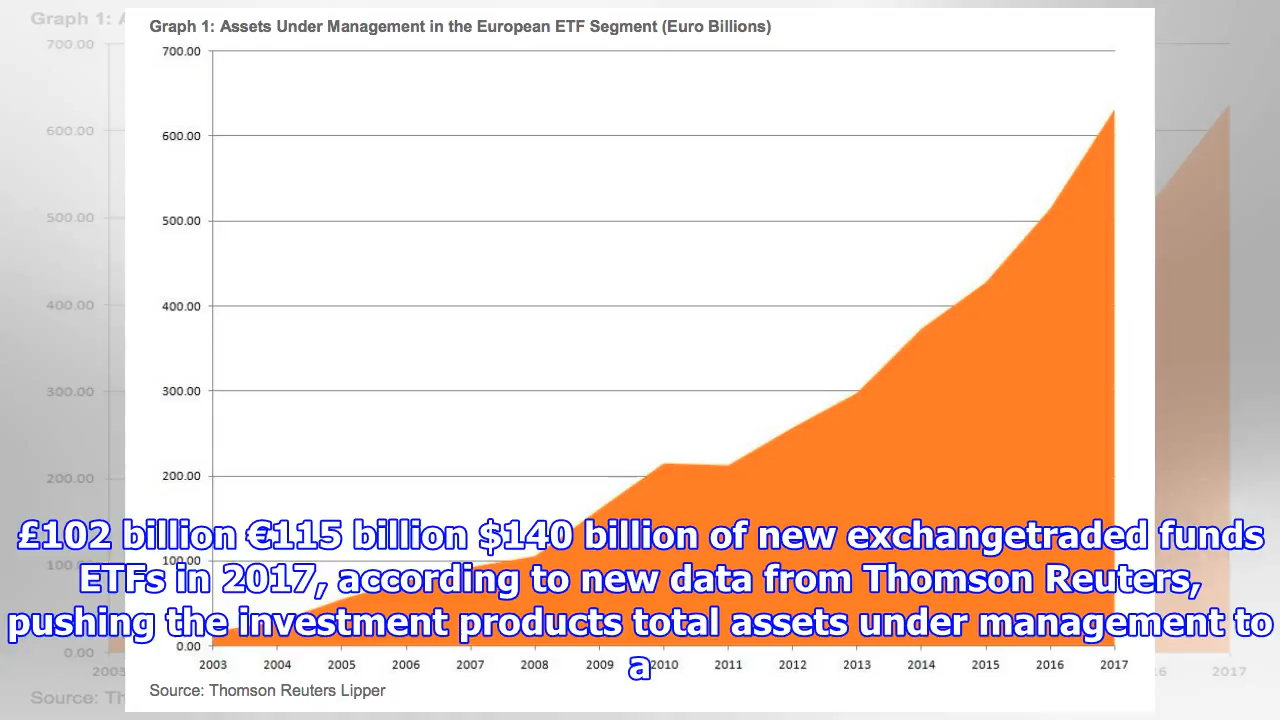 Graph 1: Assets Under Management in the European ETF Segment (Euro Billions)
700.00
600.00
500.00
400.00
300.00
200.00
100.00
0.00
£102 billion €115 billion $140 billion of new exchangetraded funds
ETFs in 2017, according to new data from Thomson Reuters,
pushing the investment products total assets under management to
a
2003 2004 2005 2006 2007 2008 2009 2010 2011 2012 2013 2014 2015 2016 2017
Source: Thomson Reuters Lipper